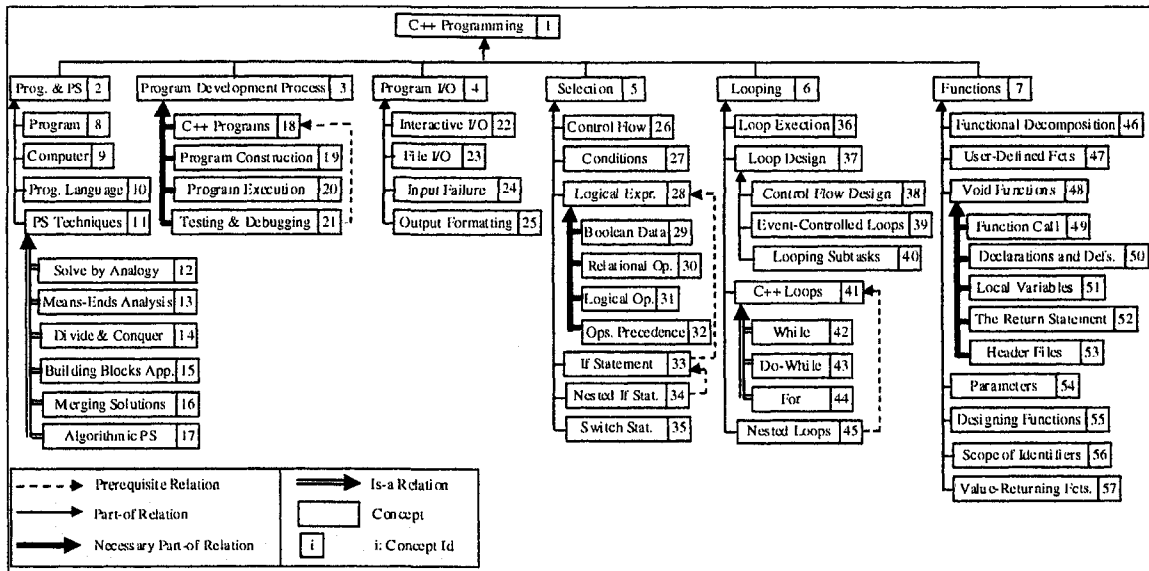 C++ Programming 1
Prog. & PS 2
Program Development Process 3
Program I/O 4
Selection 5
Looping 6
Functions 7
Program 8
Computer 9
Prog. Language 10
PS Techniques 11
Solve by Analogy 12
Means-Ends Analysis 13
Divide & Conquer 14
Building Blocks App. 15
Merging Solutions 16
Algorithmic PS 17
C++ Programs 18
Program Construction 19
Program Execution 20
Testing & Debugging 21
Interactive I/O 22
File I/O 23
Input Failure 24
Output Formatting 25
Control Flow 26
Conditions 27
Logical Expr. 28
Boolean Data 29
Relational Op. 30
Logical Op. 31
Ops. Precedence 32
If Statement 33
Nested If Stat. 34
Switch Stat. 35
Loop Exection 36
Loop Design 37
Control Flow Design 38
Event-Controlled Loops 39
Looping Subtasks 40
C++ Loops 41
While 42
Do-While 43
For 44
Nested Loops 45
Functional Decomposition 46
User-Defined Fcts 47
Void Functions 48
Function Call 49
Declarations and Defs. 50
Local Variables 51
The Return Statement 52
Header Files 53
Parameters 54
Designing Functions 55
Scope of Identifiers 56
Value-Returning Fcts. 57
Prerequisite Relation
Part-of Relation
Necessary Part-of Relation
Is-a Relation
Concept
i i: Concept Id